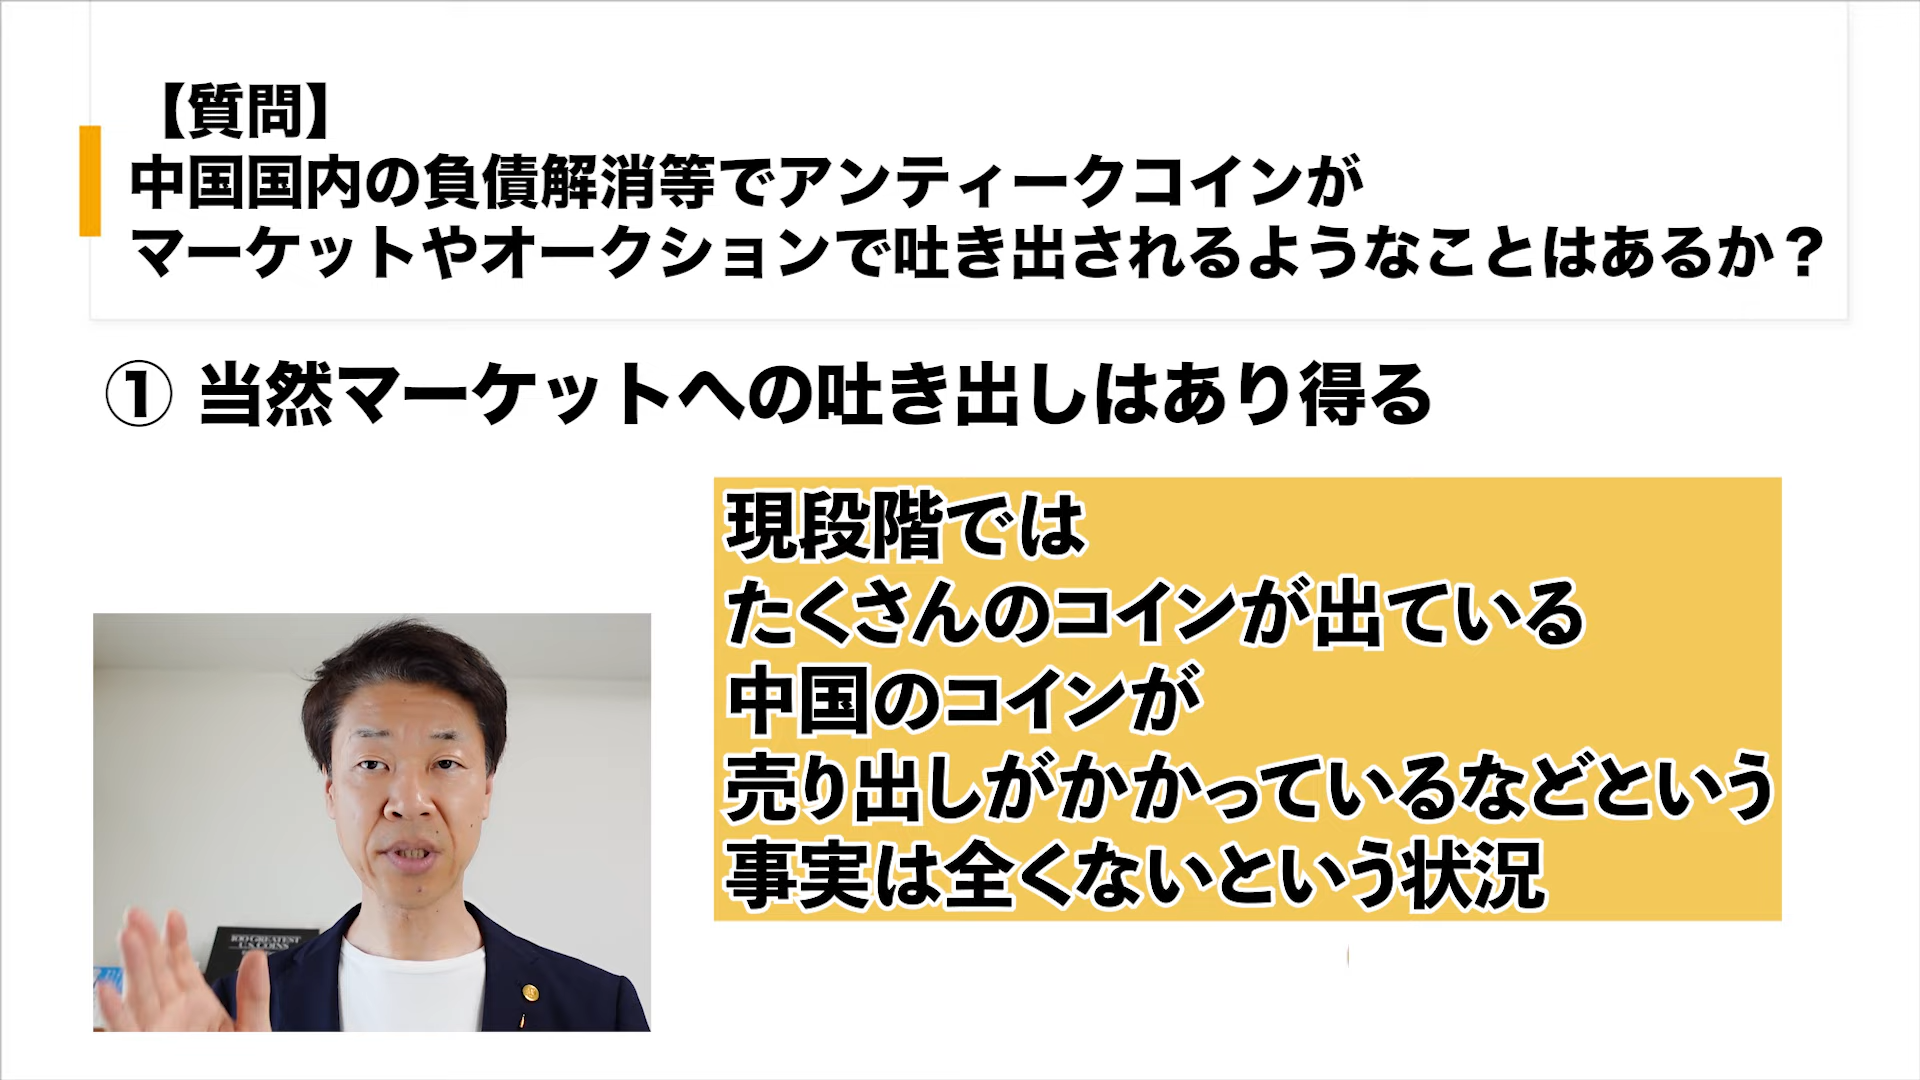 【質問】
中国国内の負債解消等でアンティークコインが
マーケットやオークションで吐き出されるようなことはあるか？
① 当然マーケットへの吐き出しはあり得る
現段階では
たくさんのコインが出ている
中国のコインが
売り出しがかかっているなどという
事実は全くないという状況
100 GREATEST
U.S. COINS